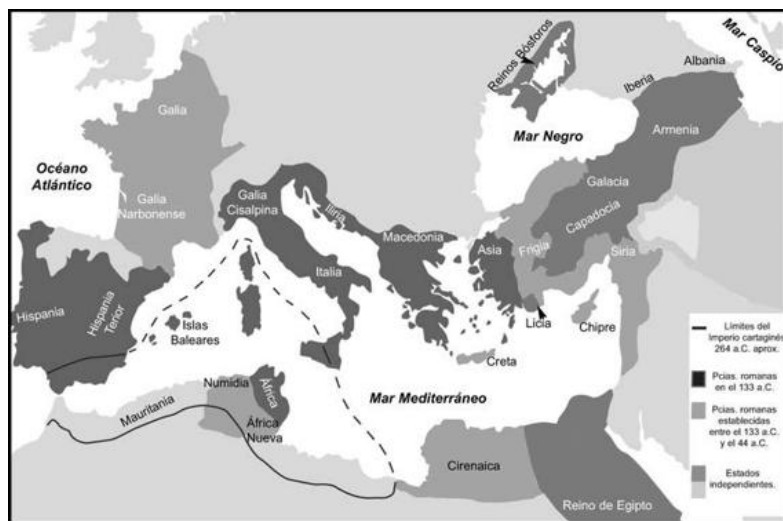 Mar Caspio
Reinos Bósforos
Albania
Iberia
Galia
Mar Negro
Armenia
Océano
Atlántico
Galacia
Galia
Narbonense
Galia
Cisalpina
Iliria
Capadocia
Macedonia
Asia
Frigia
Siria
Italia
Hispania
Hispania
Terior
Islas
Baleares
Licia
Chipre
Creta
Numidia
África
Mar Mediterráneo
Mauritania
África
Nueva
Cirenaica
Reino de Egipto
Límites del
Imperio cartaginés
264 a.C. aprox.
Pcias. romanas
en el 133 a.C.
Pcias. romanas
establecidas
entre el 133 a.C.
y el 44 a.C.
Estados
independientes.